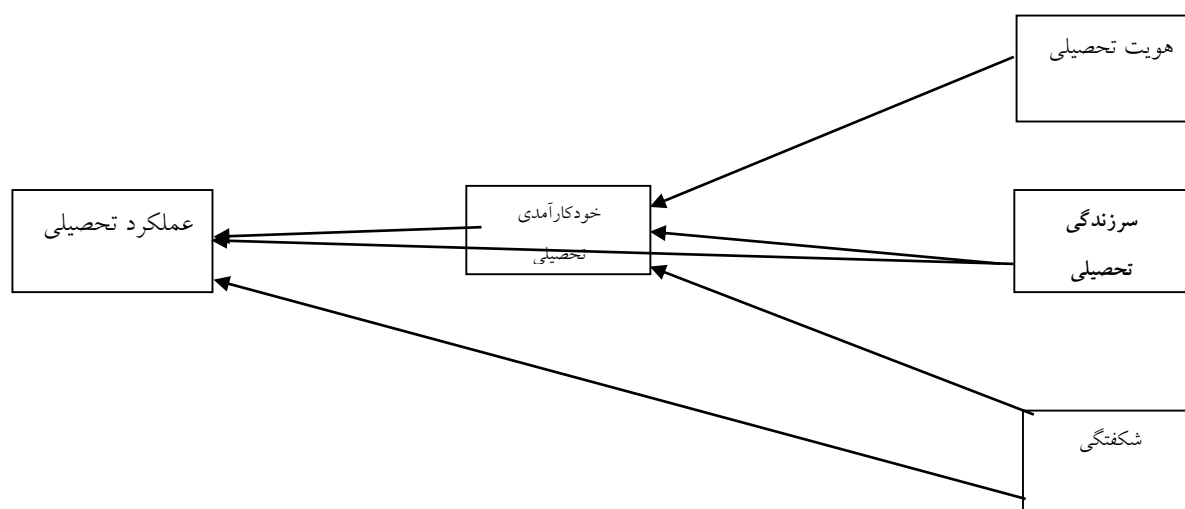 هویت تحصیلی
سرزندگی
تحصیلی
خودکارآمدی
تحصیلی
عملکرد تحصیلی
شکفتگی